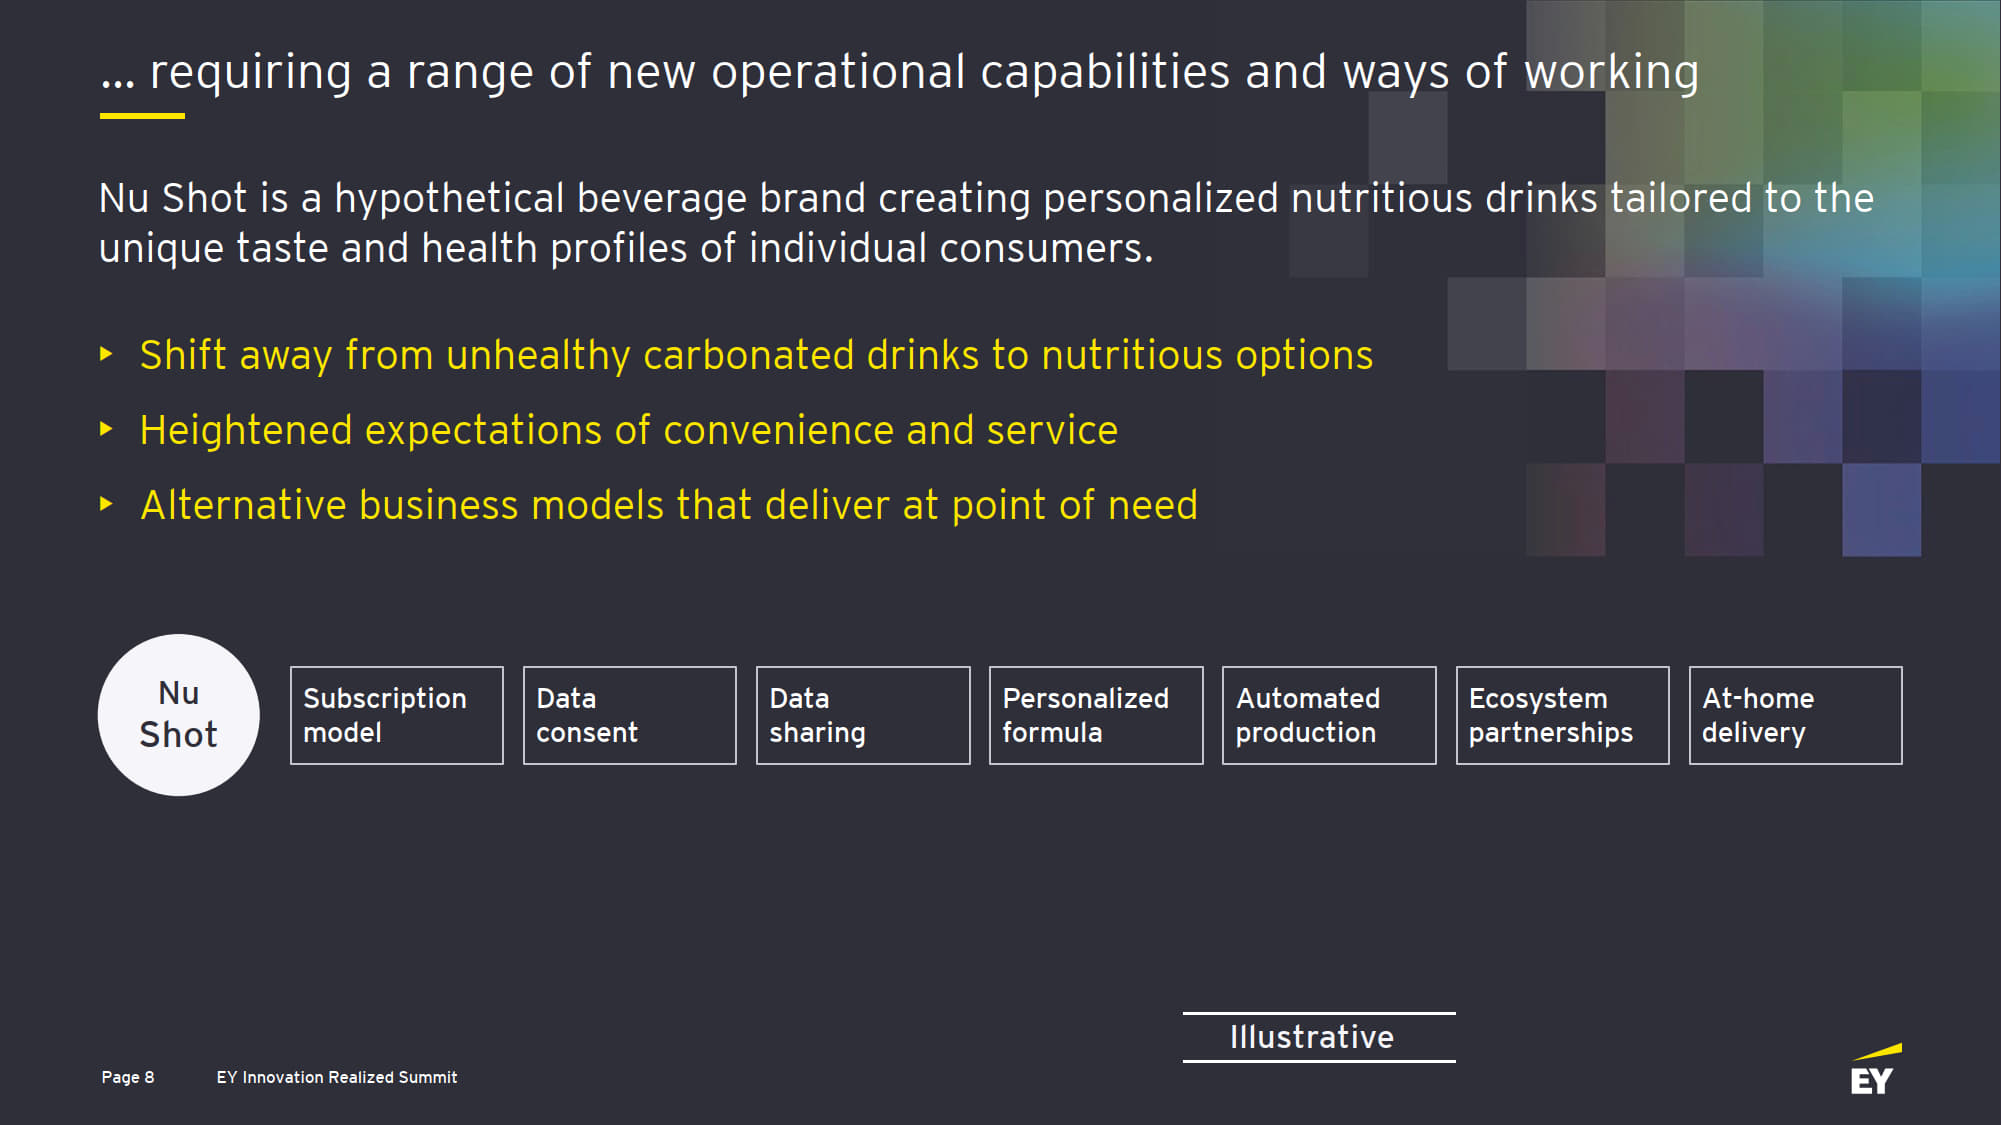 ... requiring a range of new operational capabilities and ways of working
Nu Shot is a hypothetical beverage brand creating personalized nutritious drinks tailored to the
unique taste and health profiles of individual consumers.
Shift away from unhealthy carbonated drinks to nutritious options
Heightened expectations of convenience and service
Alternative business models that deliver at point of need
Nu
Shot
Subscription
model
Data
consent
Data
sharing
Personalized
formula
Automated
production
Ecosystem
partnerships
At-home
delivery
Illustrative
Page 8
EY Innovation Realized Summit
EY